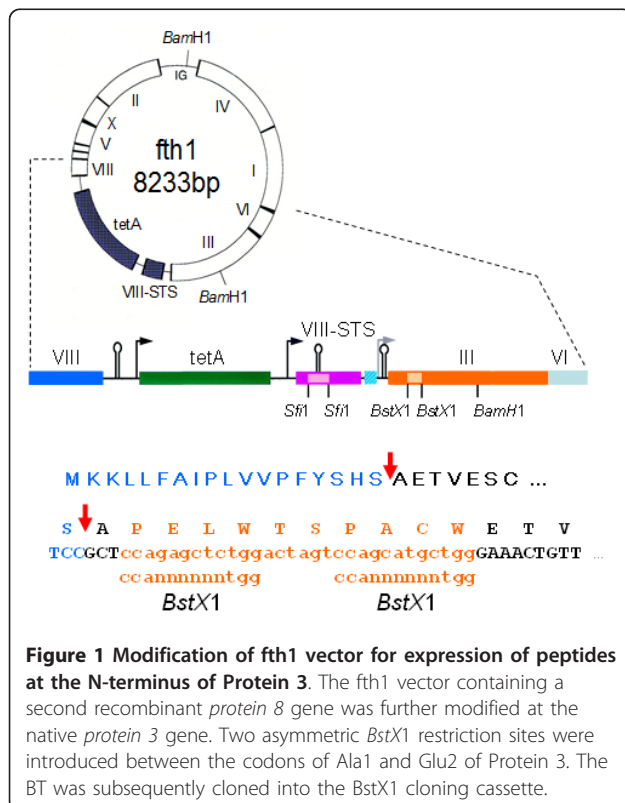 BamH1
IG
II
IV
X
V
VIII
I
fth1
8233bp
VI
tetA
III
VIII-STS
BamH1
VIII-STS
VIII
tetA
III
VI
Sfi1
Sfi1
BstX1
BstX1
BamH1
M K K L L F A I P L V V P F Y S H S A E T V E S C ...
S A P E L W T S P A C W E T V
TCCGCTccagagctctggactagtccagcatgctggGAAACTGTT ...
ccannnnnntgg ccannnnnntgg
BstX1 BstX1
Figure 1 Modification of fth1 vector for expression of peptides
at the N-terminus of Protein 3. The fth1 vector containing a
second recombinant protein 8 gene was further modified at the
native protein 3 gene. Two asymmetric BstX1 restriction sites were
introduced between the codons of Ala1 and Glu2 of Protein 3. The
BT was subsequently cloned into the BstX1 cloning cassette.